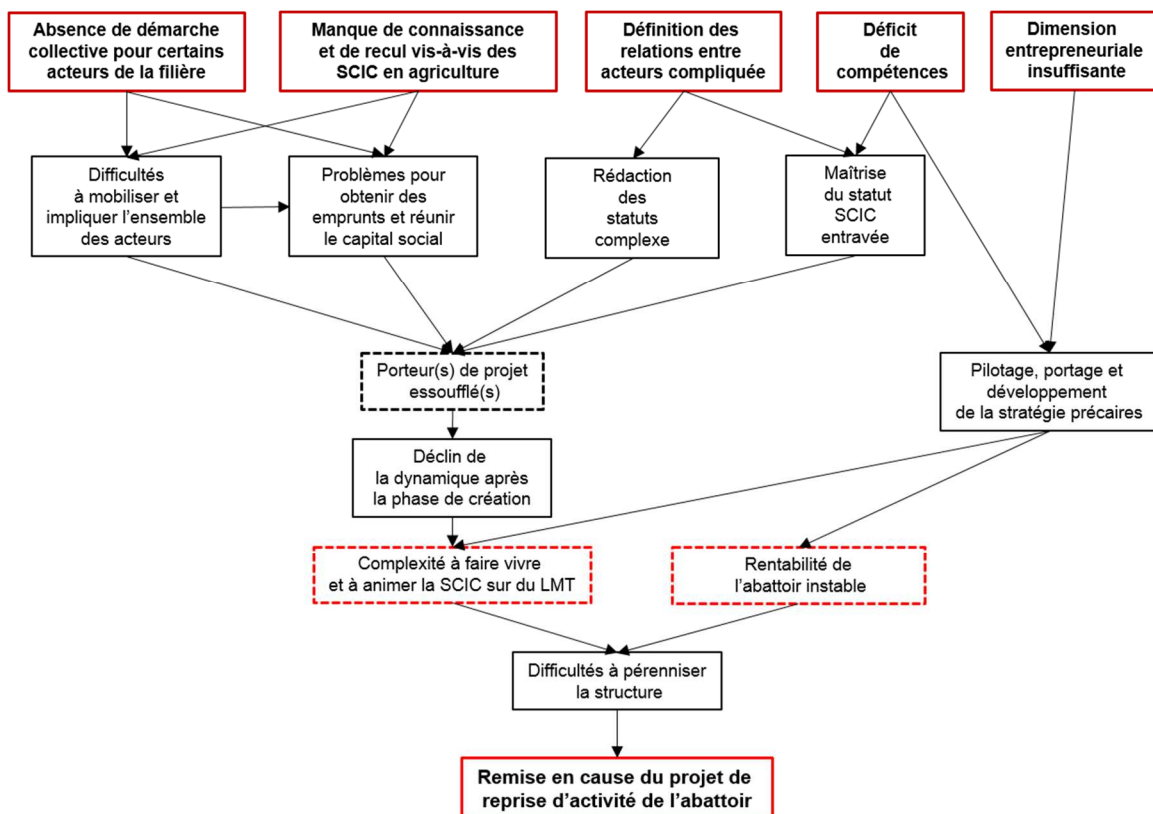 Absence de démarche
collective pour certains
acteurs de la filière
Manque de connaissance
et de recul vis-à-vis des
SCIC en agriculture
Définition des
relations entre
acteurs compliquée
Déficit
de
compétences
Dimension
entrepreneuriale
insuffisante
Difficultés
à mobiliser et
impliquer l'ensemble
des acteurs
Problèmes pour
obtenir des
emprunts et réunir
le capital social
Rédaction
des
statuts
complexe
Maîtrise
du statut
SCIC
entravée
Porteur(s) de projet
essoufflé(s)
Pilotage, portage et
développement
de la stratégie précaires
Déclin de
la dynamique après
la phase de création
Complexité à faire vivre
et à animer la SCIC sur du LMT
Rentabilité de
l'abattoir instable
Difficultés à pérenniser
la structure
Remise en cause du projet de
reprise d'activité de l'abattoir